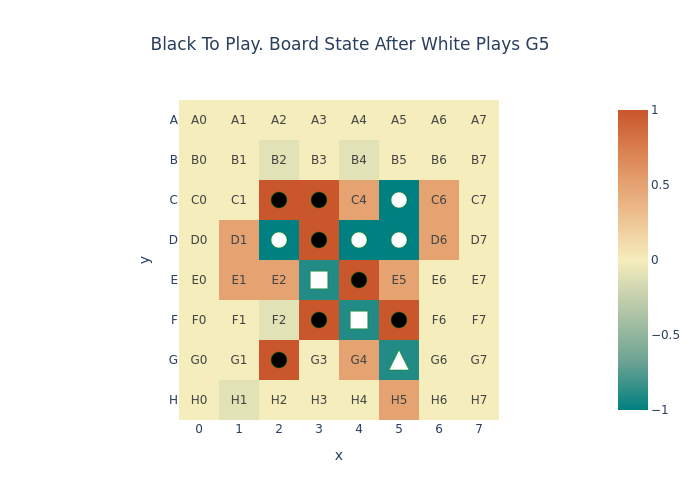 Black To Play. Board State After White Plays G5
A A0 A1 A2 A3 A4 A5 A6 A7
B B0 B1 B2 B3 B4 B5 B6 B7
C C0 C1 C4 C6 C7
D D0 D1 D6 D7
E E0 E1 E2 E5 E6 E7
F F0 F1 F2 F6 F7
G G0 G1 G3 G4 G6 G7
H H0 H1 H2 H3 H4 H5 H6 H7
0 1 2 3 4 5 6 7
x
y
1
0.5
0
−0.5
−1